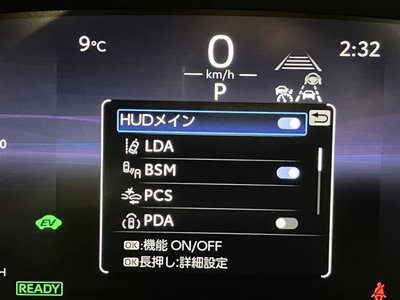 9℃
0
km/h
P
2:32
HUDメイン
LDA
BSM
PCS
PDA
OK:機能 ON/OFF
OK長押し:詳細設定
0
EV
H
READY